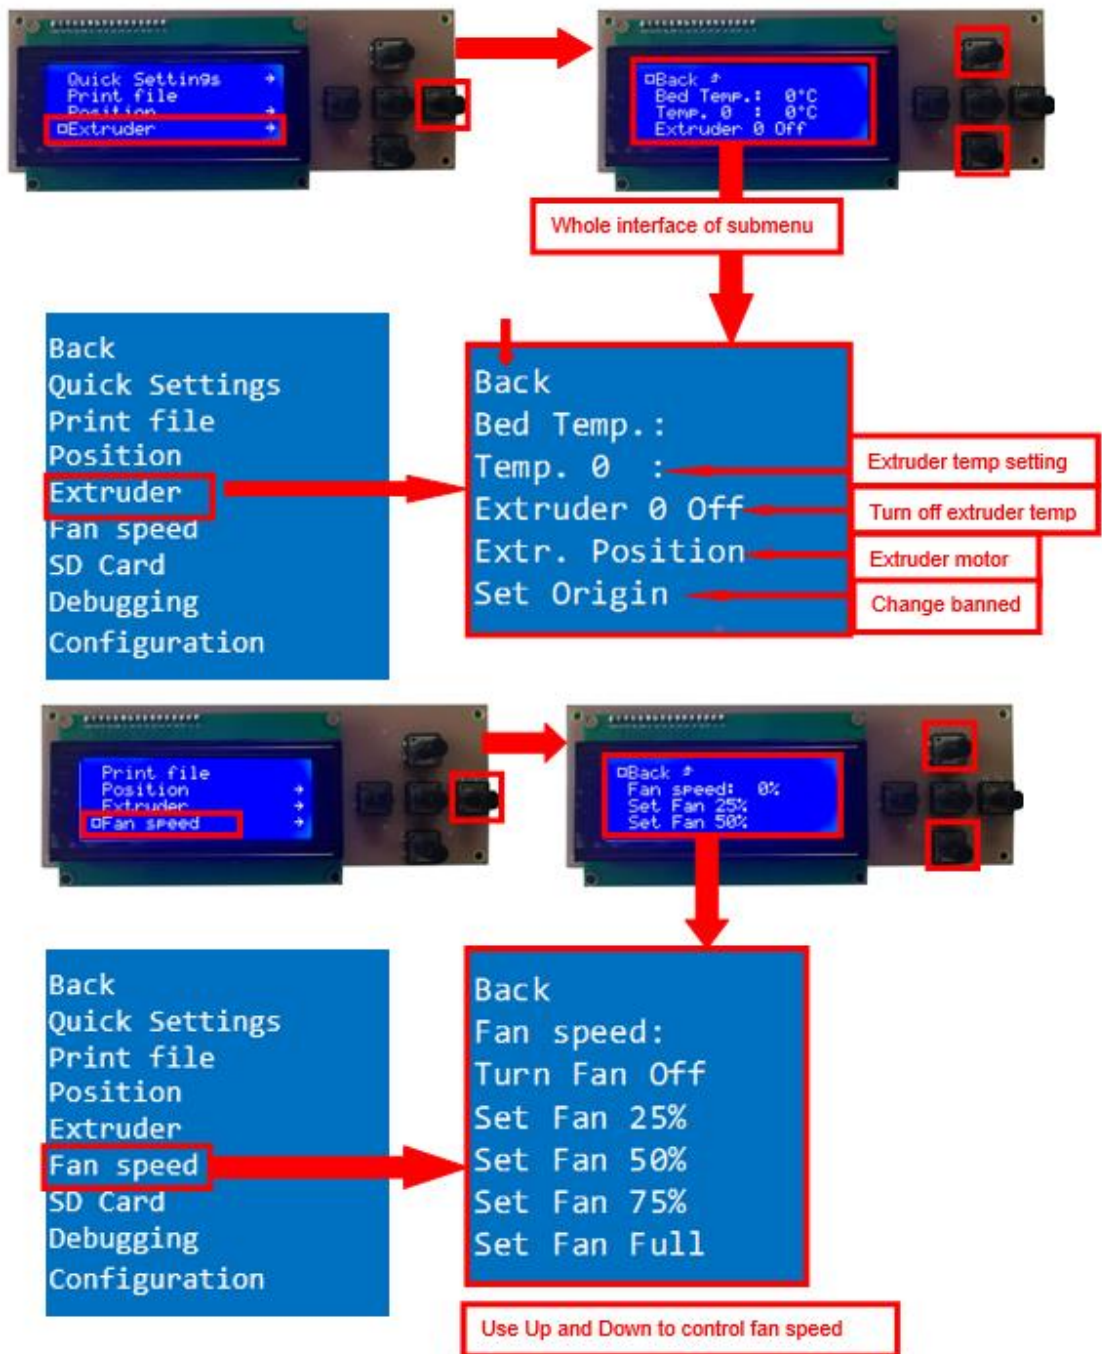 Quick Settings
Print file
Position
Extruder
Back
Bed Temp.: 0°C
Temp. 0 : 0°C
Extruder 0 Off
Whole interface of submenu
Back
Quick Settings
Print file
Position
Extruder
Fan speed
SD Card
Debugging
Configuration
Back
Bed Temp.:
Temp. 0 :
Extruder 0 Off
Extr. Position
Set Origin
Extruder temp setting
Turn off extruder temp
Extruder motor
Change banned
Print file
Position
Extruder
Fan speed
Back
Fan speed: 0%
Set Fan 25%
Set Fan 50%
Back
Quick Settings
Print file
Position
Extruder
Fan speed
SD Card
Debugging
Configuration
Back
Fan speed:
Turn Fan Off
Set Fan 25%
Set Fan 50%
Set Fan 75%
Set Fan Full
Use Up and Down to control fan speed